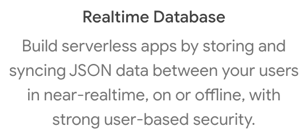 Realtime Database
Build serverless apps by storing and
syncing JSON data between your users
in near-realtime, on or offline, with
strong user-based security.